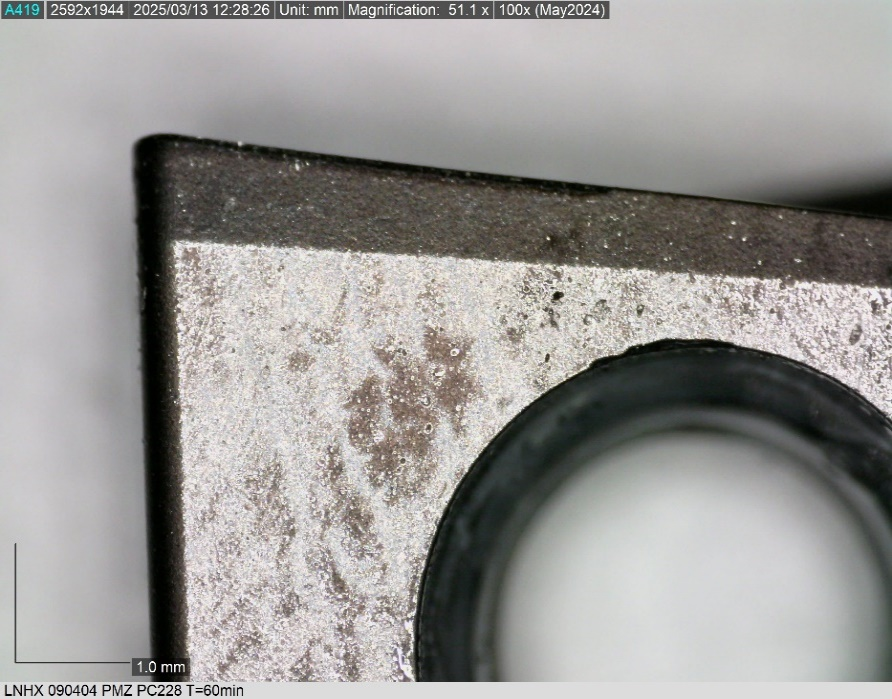 A419 2592x1944 2025/03/13 12:28:26 Unit: mm Magnification: 51.1 x 100x (May2024)
1.0 mm
LNHX 090404 PMZ PC228 T=60min